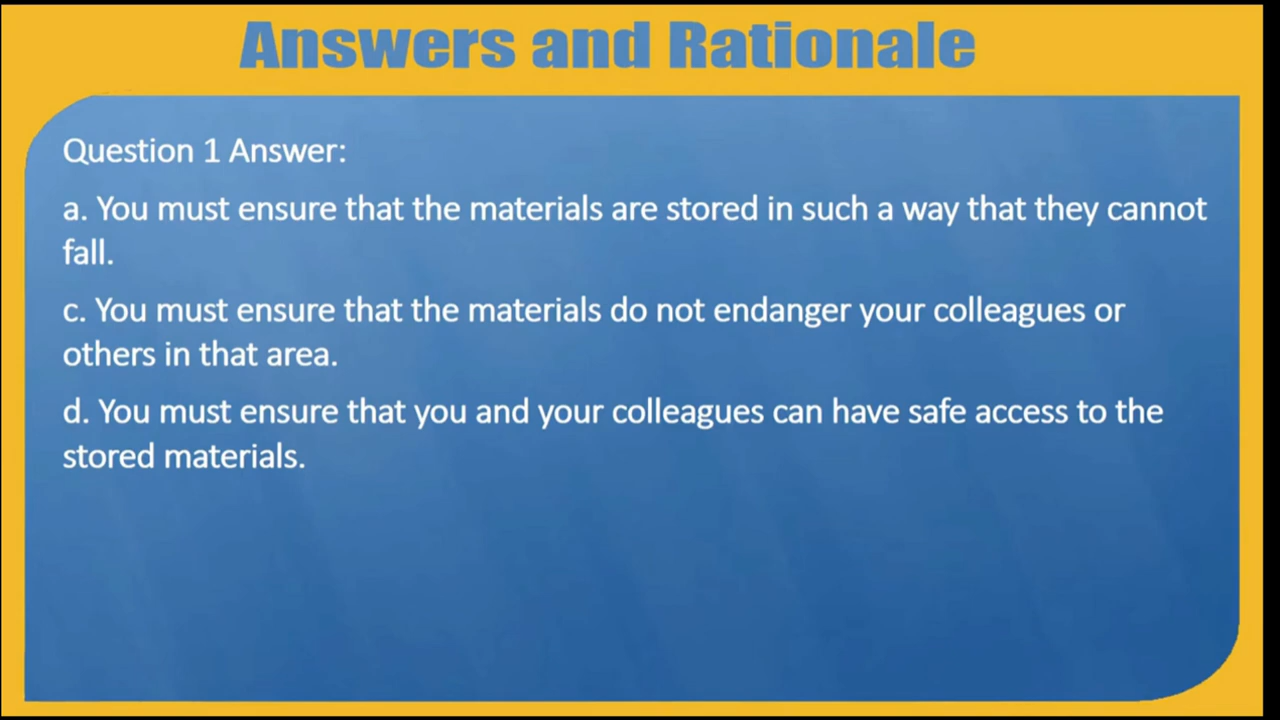 Answers and Rationale
Question 1 Answer:
a. You must ensure that the materials are stored in such a way that they cannot
fall.
c. You must ensure that the materials do not endanger your colleagues or
others in that area.
d. You must ensure that you and your colleagues can have safe access to the
stored materials.